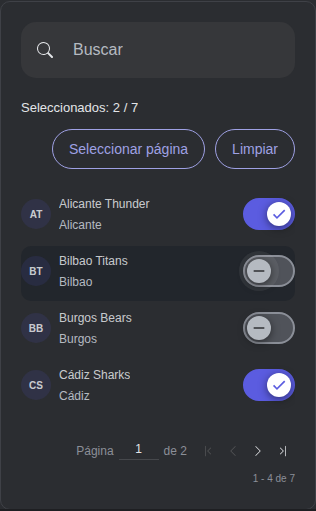 Buscar
Seleccionados: 2 / 7
Seleccionar página Limpiar
AT Alicante Thunder
Alicante
BT Bilbao Titans
Bilbao
BB Burgos Bears
Burgos
CS Cádiz Sharks
Cádiz
Página 1 de 2
1 - 4 de 7